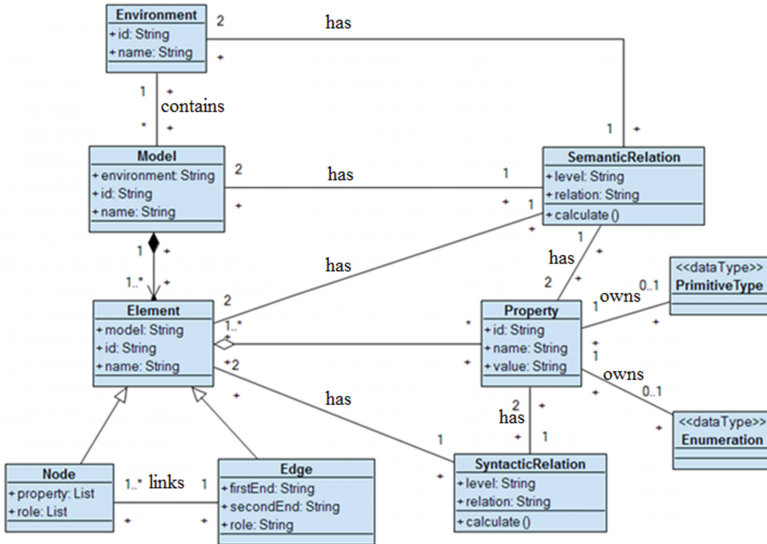 Environment
+ id: String
+ name: String
2
has
+
1
+
contains
*
+
1
+
Model
+ environment: String
+ id: String
+ name: String
2
has
1
+
+
SemanticRelation
+ level: String
+ relation: String
+ calculate()
1
+
1
+
has
2
+
1
+
1..*
+
has
2
Element
+ model: String
+ id: String
+ name: String
1..*
+
*
+
Property
+ id: String
+ name: String
+ value: String
1
owns
0..1
+
+
<<dataType>>
PrimitiveType
1
+
owns
0..1
+
<<dataType>>
Enumeration
2
+
has
1
+
2
+
has
1
+
Node
+ property: List
+ role: List
1..*
links
1
+
+
Edge
+ firstEnd: String
+ secondEnd: String
+ role: String
SyntacticRelation
+ level: String
+ relation: String
+ calculate()